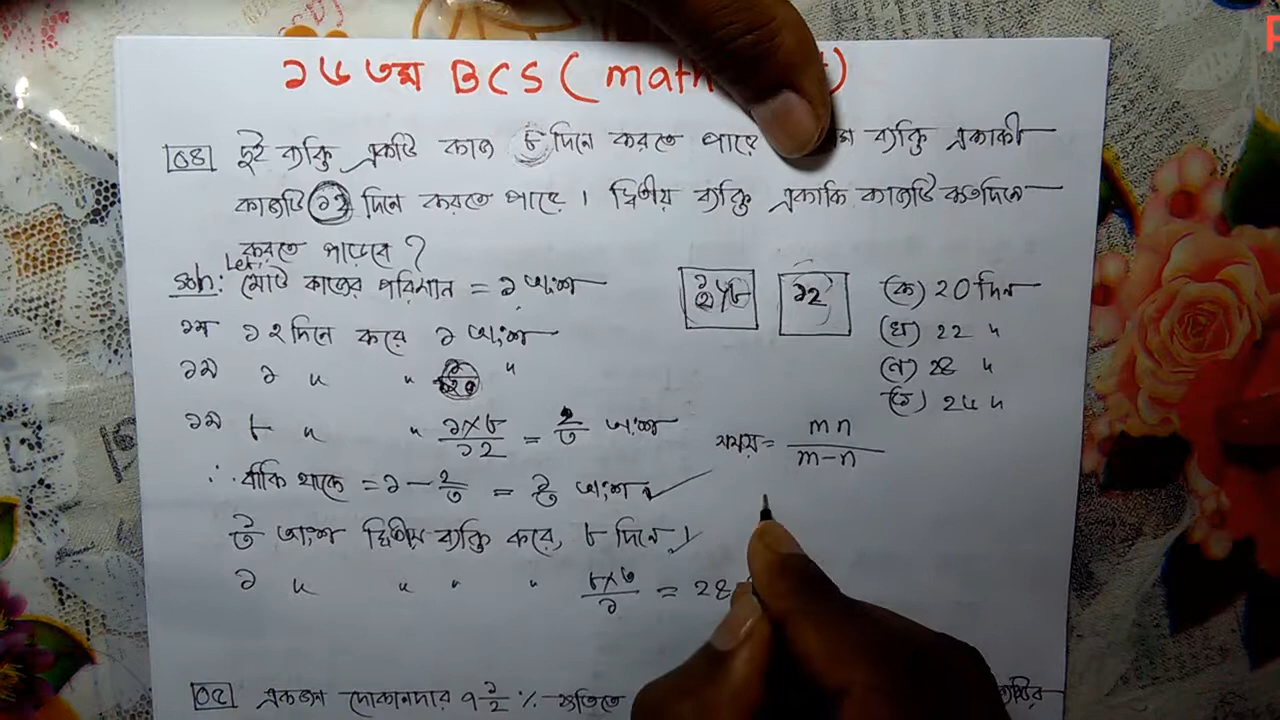 ১৬ তম BCS ( math )
০৪ দুই ব্যক্তি একটি কাজ ৮ দিনে করতে পারে ব্যক্তি একাকী
কাজটি ১২ দিনে করতে পারে । দ্বিতীয় ব্যক্তি একাকি কাজটি কতদিনে
করতে পারবে ?
Soln: Let, মোট কাজের পরিমান = ১ অংশ
১ম ১২ দিনে করে ১ অংশ
১ম ১ " " ১/১২ "
১ম ৮ " " ১×৮/১২ = ২/৩ অংশ
∴ বাকি থাকে = ১ − ২/৩ = ১/৩ অংশ
১/৩ অংশ দ্বিতীয় ব্যক্তি করে, ৮ দিনে ।
১ " " " " ৮×৩/১ = ২৪
১২
(ক) ২০ দিন
(খ) ২২ "
(গ) ২৪ "
(ঘ) ২৬ "
সময় = mn/m−n
০৫ একজন দোকানদার ৭ ১/২ % ক্ষতিতে